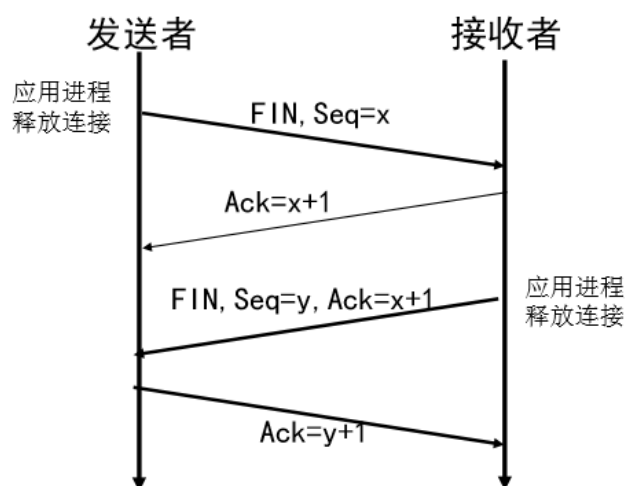 发送者
接收者
应用进程
释放连接
FIN, Seq=x
Ack=x+1
FIN, Seq=y, Ack=x+1
应用进程
释放连接
Ack=y+1